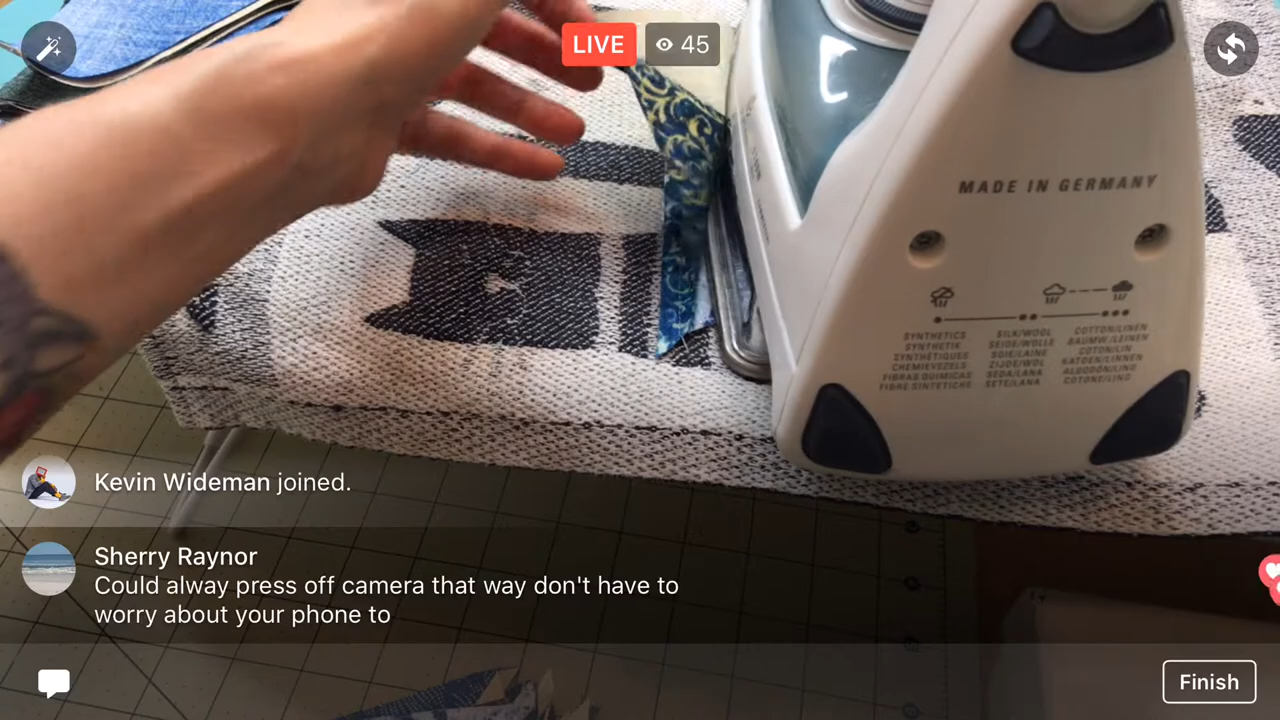 LIVE
45
MADE IN GERMANY
SYNTHETICS
SYNTHETIK
SYNTHÉTIQUES
CHEMIEVEZELS
FIBRAS QUIMICAS
FIBRE SINTETICHE
SILK/WOOL
SEIDE/WOLLE
SOIE/LAINE
ZIJDE/WOL
SEDA/LANA
SETE/LANA
COTTON/LINEN
BAUMW./LEINEN
COTON/LIN
KATOEN/LINNEN
ALGODÓN/LINO
COTONE/LINO
Kevin Wideman joined.
Sherry Raynor
Could alway press off camera that way don't have to
worry about your phone to
Finish